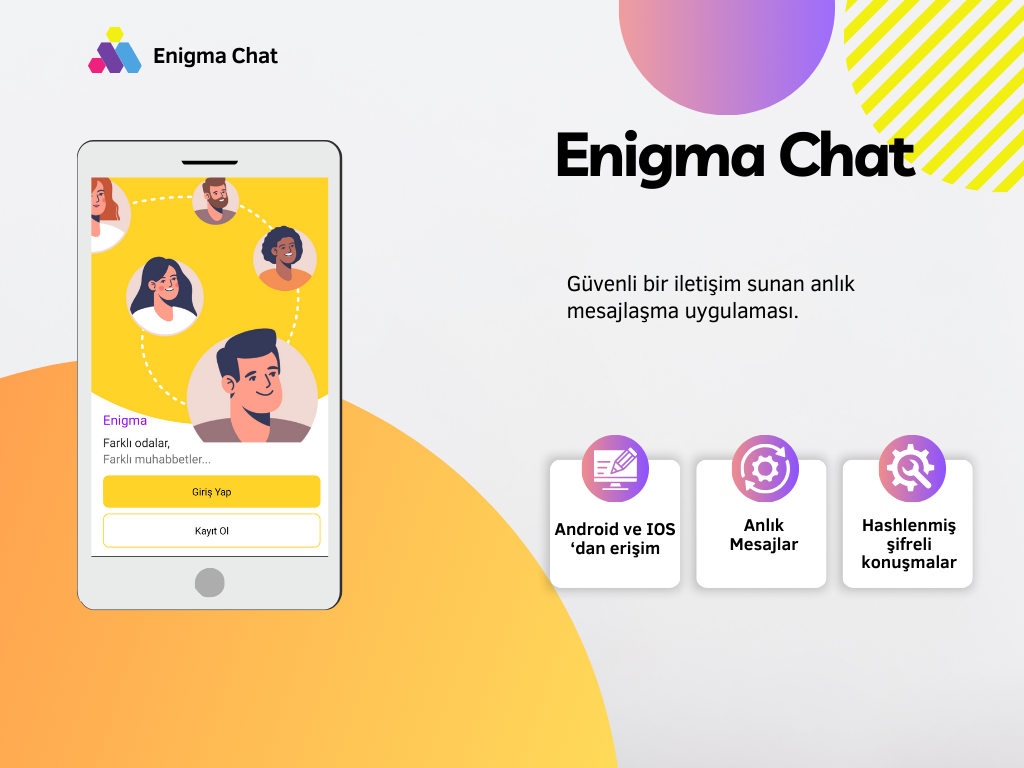 Enigma Chat
Enigma Chat
Güvenli bir iletişim sunan anlık
mesajlaşma uygulaması.
Enigma
Farklı odalar,
Farklı muhabbetler...
Giriş Yap
Kayıt Ol
Android ve IOS
‘dan erişim
Anlık
Mesajlar
Hashlenmiş
şifreli
konuşmalar